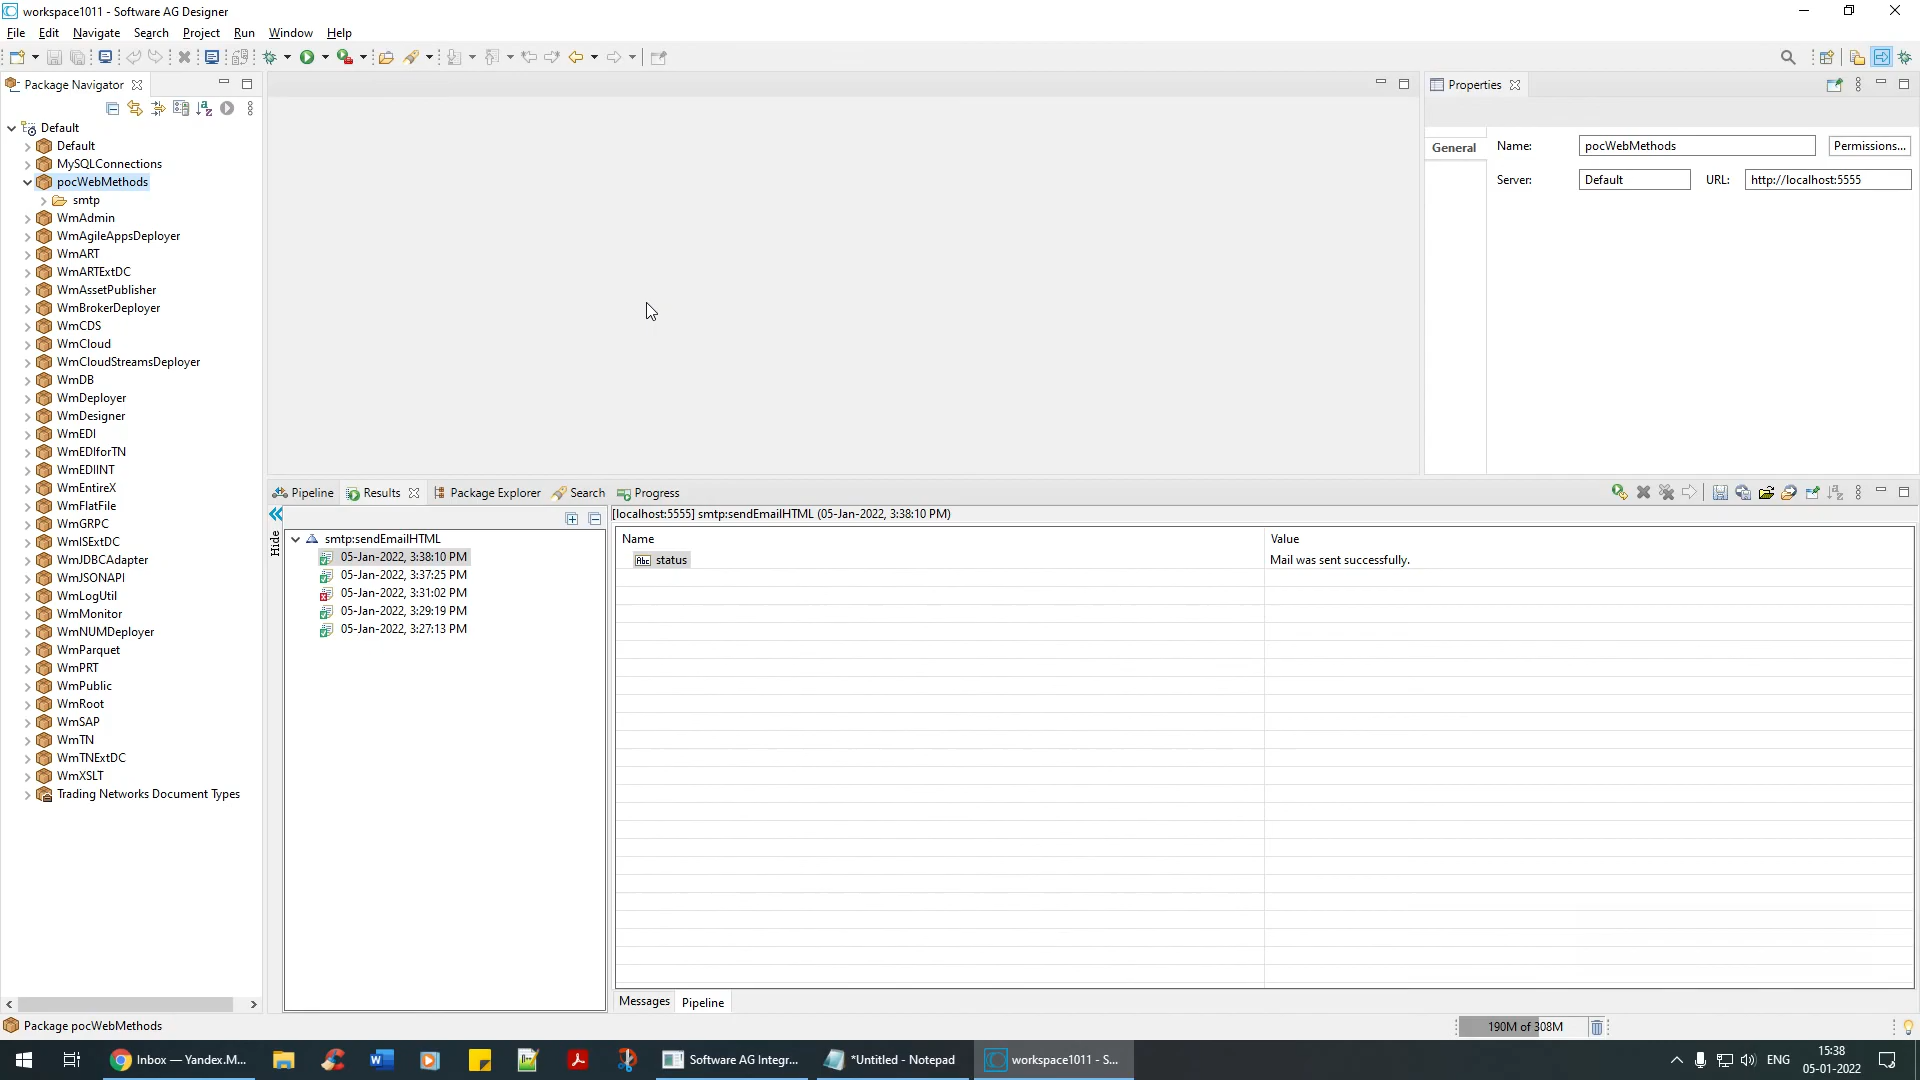 workspace1011 - Software AG Designer
File Edit Navigate Search Project Run Window Help
Package Navigator
Default
Default
MySQLConnections
pocWebMethods
smtp
WmAdmin
WmAgileAppsDeployer
WmART
WmARTExtDC
WmAssetPublisher
WmBrokerDeployer
WmCDS
WmCloud
WmCloudStreamsDeployer
WmDB
WmDeployer
WmDesigner
WmEDI
WmEDIforTN
WmEDIINT
WmEntireX
WmFlatFile
WmGRPC
WmISExtDC
WmJDBCAdapter
WmJSONAPI
WmLogUtil
WmMonitor
WmNUMDeployer
WmParquet
WmPRT
WmPublic
WmRoot
WmSAP
WmTN
WmTNExtDC
WmXSLT
Trading Networks Document Types
Properties
General
Name: pocWebMethods Permissions...
Server: Default URL: http://localhost:5555
Pipeline Results Package Explorer Search Progress
Hide
smtp:sendEmailHTML
05-Jan-2022, 3:38:10 PM
05-Jan-2022, 3:37:25 PM
05-Jan-2022, 3:31:02 PM
05-Jan-2022, 3:29:19 PM
05-Jan-2022, 3:27:13 PM
[localhost:5555] smtp:sendEmailHTML (05-Jan-2022, 3:38:10 PM)
Name Value
Abc status Mail was sent successfully.
Messages Pipeline
Package pocWebMethods
190M of 308M
Inbox — Yandex.M...
Software AG Integr...
*Untitled - Notepad
workspace1011 - S...
ENG
15:38
05-01-2022